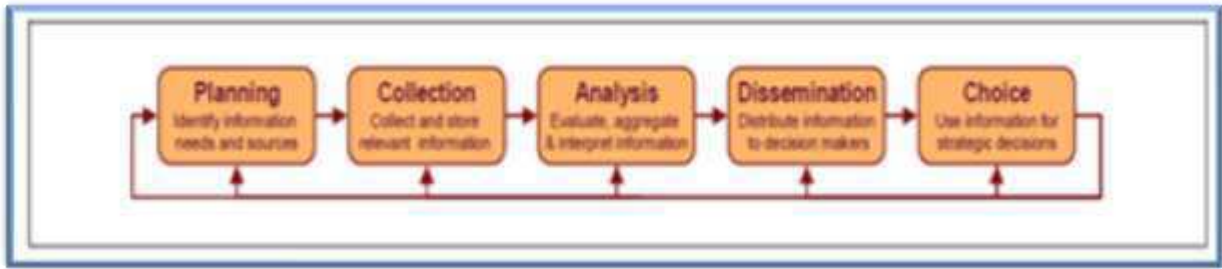 Planning
Identify information
needs and sources
Collection
Collect and store
relevant information
Analysis
Evaluate, aggregate
& interpret information
Dissemination
Distribute information
to decision makers
Choice
Use information for
strategic decisions